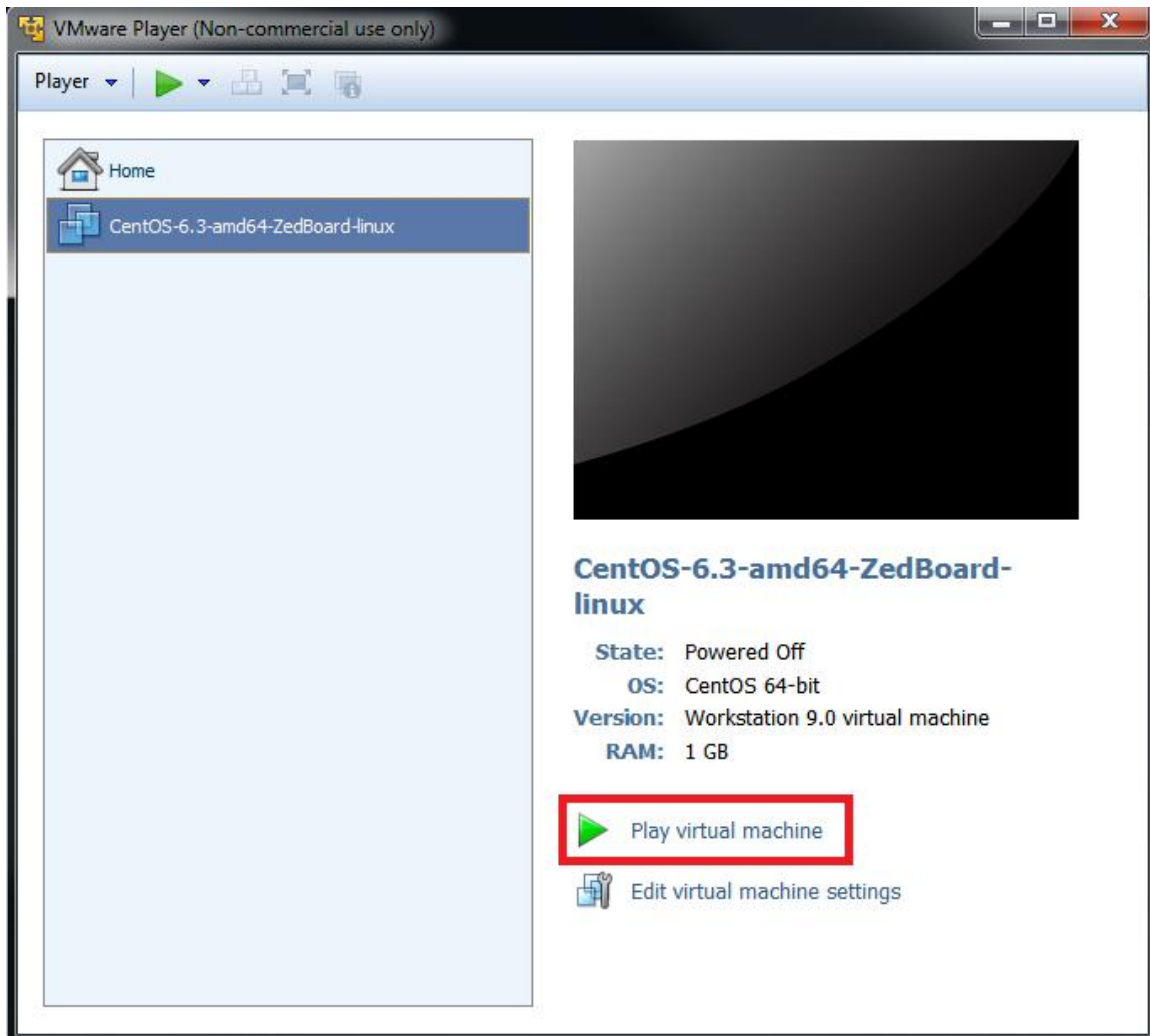 VMware Player (Non-commercial use only)
Player
Home
CentOS-6.3-amd64-ZedBoard-linux
CentOS-6.3-amd64-ZedBoard-
linux
State: Powered Off
OS: CentOS 64-bit
Version: Workstation 9.0 virtual machine
RAM: 1 GB
Play virtual machine
Edit virtual machine settings